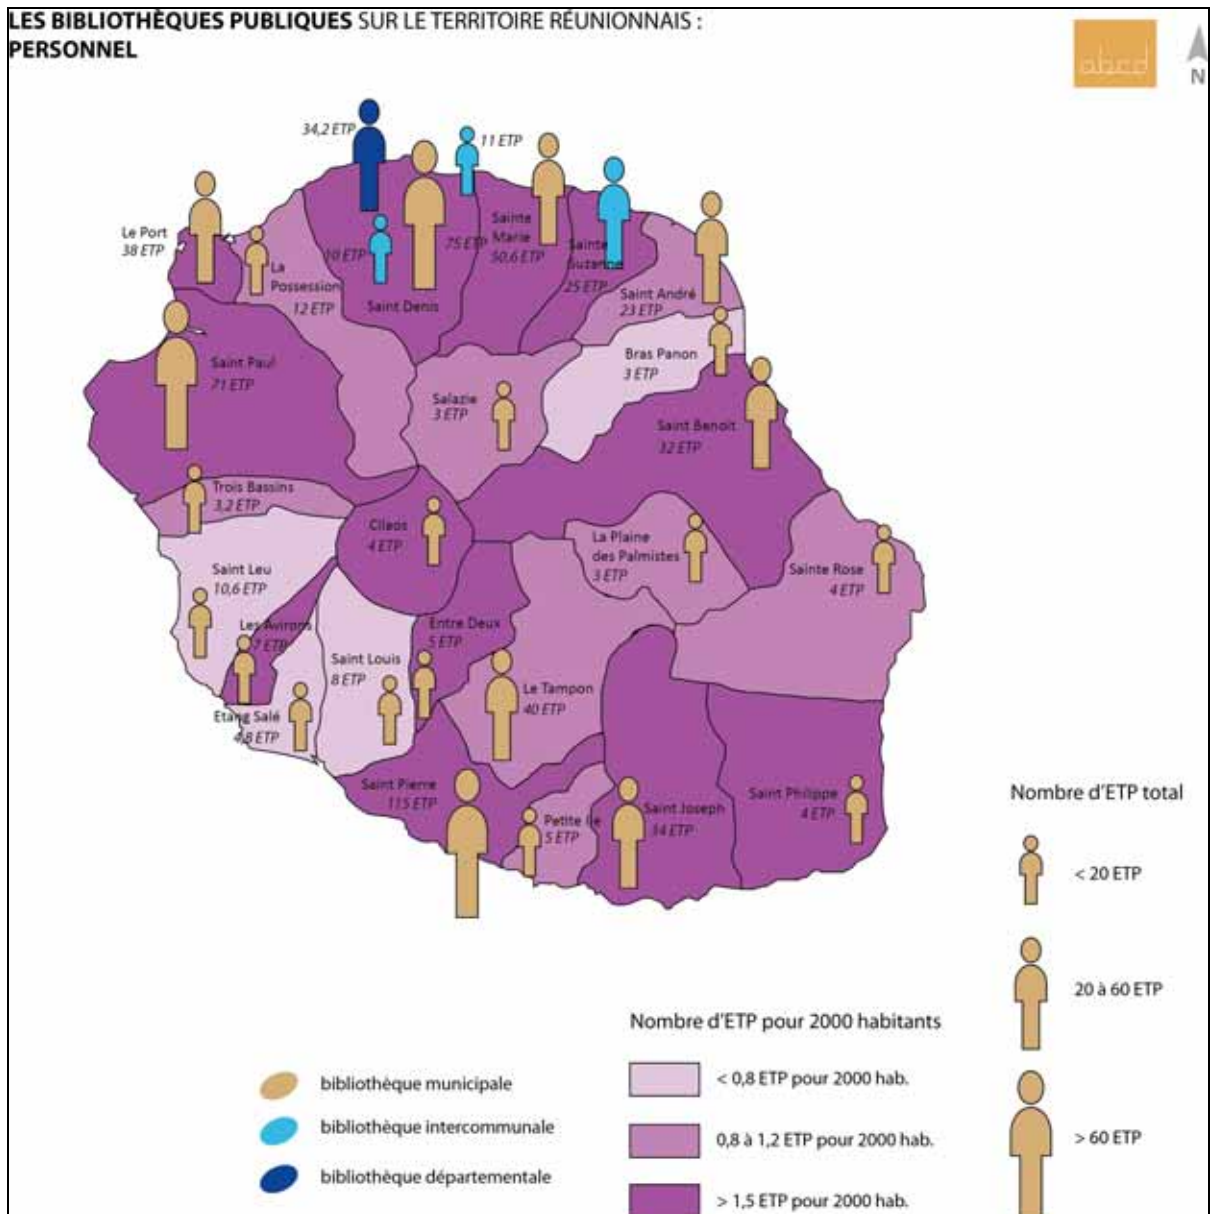 LES BIBLIOTHÈQUES PUBLIQUES SUR LE TERRITOIRE RÉUNIONNAIS :
PERSONNEL
abcd
N
34,2 ETP
11 ETP
Le Port
38 ETP
La
Possession
12 ETP
10 ETP
75 ETP
Saint Denis
Sainte
Marie
50,6 ETP
Sainte
Suzanne
25 ETP
Saint André
23 ETP
Bras Panon
3 ETP
Saint Paul
71 ETP
Salazie
3 ETP
Saint Benoit
32 ETP
Trois Bassins
3,2 ETP
Cilaos
4 ETP
La Plaine
des Palmistes
3 ETP
Sainte Rose
4 ETP
Saint Leu
10,6 ETP
Les Avirons
7 ETP
Entre Deux
5 ETP
Saint Louis
8 ETP
Etang Salé
4,8 ETP
Le Tampon
40 ETP
Saint Pierre
115 ETP
Petite Ile
5 ETP
Saint Joseph
ETP
Saint Philippe
4 ETP
Nombre d'ETP total
< 20 ETP
20 à 60 ETP
> 60 ETP
Nombre d'ETP pour 2000 habitants
< 0,8 ETP pour 2000 hab.
0,8 à 1,2 ETP pour 2000 hab.
> 1,5 ETP pour 2000 hab.
bibliothèque municipale
bibliothèque intercommunale
bibliothèque départementale